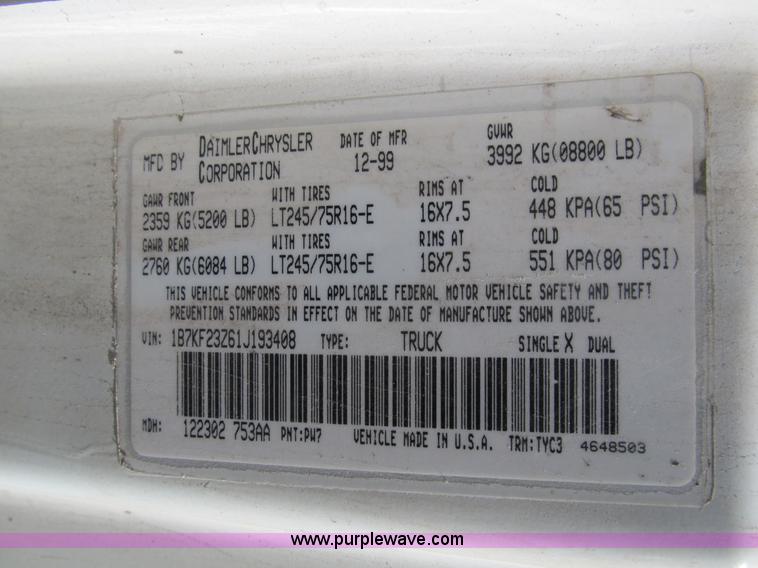 MFC BY DAIMLERCHRYSLER CORPORATION DATE OF MFR 12-99 GVWR 3992 KG(08800 LB)
GAWR FRONT WITH TIRES RIMS AT COLD
2359 KG(5200 LB) LT245/75R16-E 16X7.5 448 KPA(65 PSI)
GAWR REAR WITH TIRES RIMS AT COLD
2760 KG(6084 LB) LT245/75R16-E 16X7.5 551 KPA(80 PSI)
THIS VEHICLE CONFORMS TO ALL APPLICABLE FEDERAL MOTOR VEHICLE SAFETY AND THEFT
PREVENTION STANDARDS IN EFFECT ON THE DATE OF MANUFACTURE SHOWN ABOVE.
VIN: 1B7KF23Z61J193408 TYPE: TRUCK SINGLE X DUAL
MDH: 122302 753AA PNT:PW7 VEHICLE MADE IN U.S.A. TRM:TYC3 4648503
www.purplewave.com